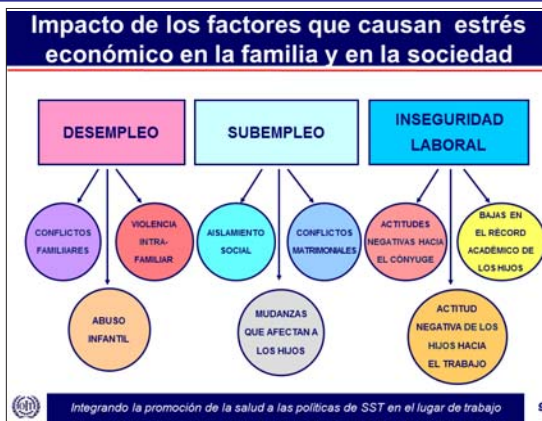 Impacto de los factores que causan estrés
económico en la familia y en la sociedad
DESEMPLEO
SUBEMPLEO
INSEGURIDAD
LABORAL
CONFLICTOS
FAMILIARES
VIOLENCIA
INTRA-
FAMILIAR
AISLAMIENTO
SOCIAL
CONFLICTOS
MATRIMONIALES
ACTITUDES
NEGATIVAS HACIA
EL CÓNYUGE
BAJAS EN
EL RÉCORD
ACADÉMICO DE
LOS HIJOS
ABUSO
INFANTIL
MUDANZAS
QUE AFECTAN A
LOS HIJOS
ACTITUD
NEGATIVA DE LOS
HIJOS HACIA
EL TRABAJO
Integrando la promoción de la salud a las políticas de SST en el lugar de trabajo